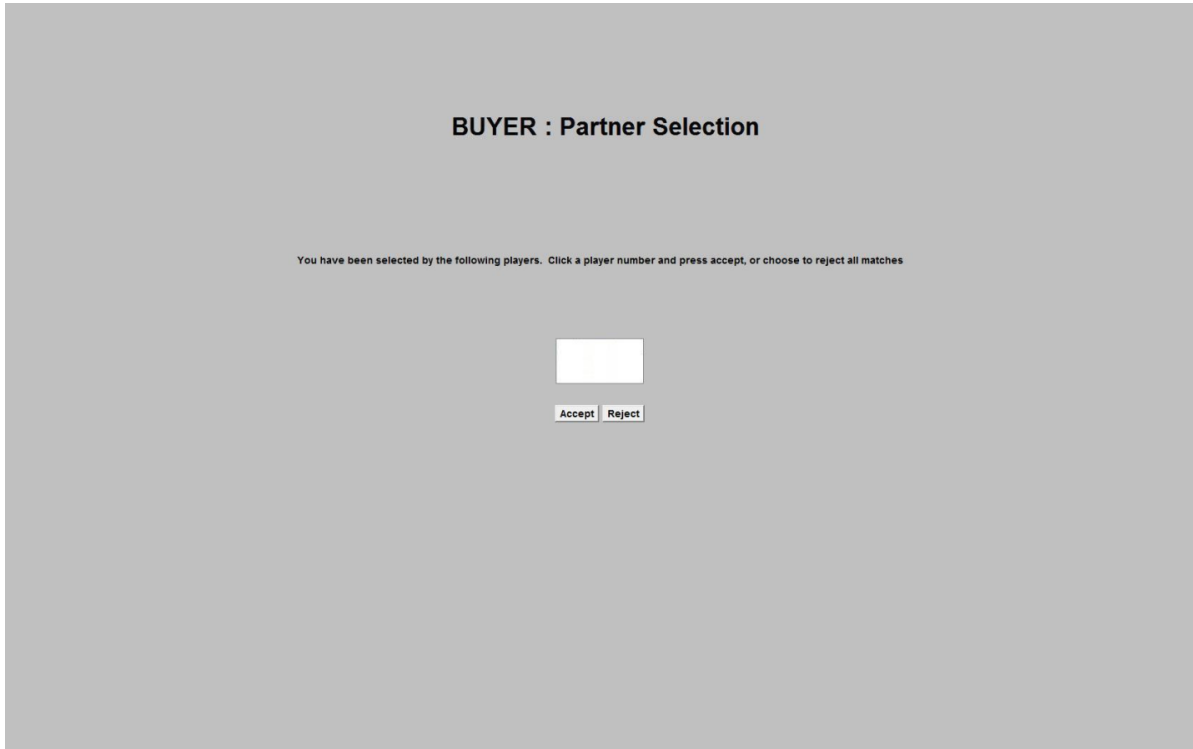 BUYER : Partner Selection
You have been selected by the following players.  Click a player number and press accept, or choose to reject all matches
Accept Reject